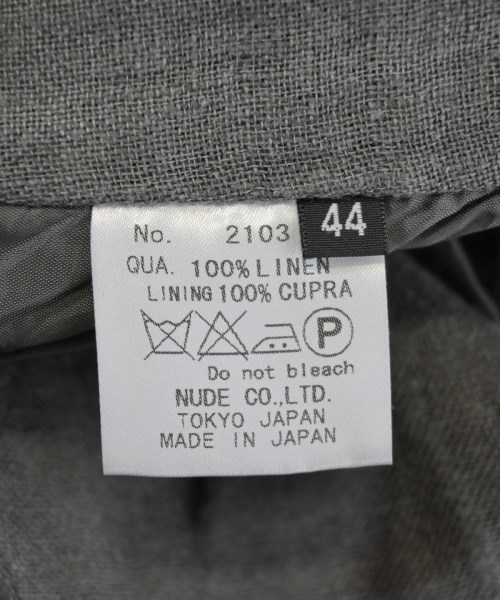 No. 2103
44
QUA. 100% LINEN
LINING 100% CUPRA
P
Do not bleach
NUDE CO.,LTD.
TOKYO JAPAN
MADE IN JAPAN